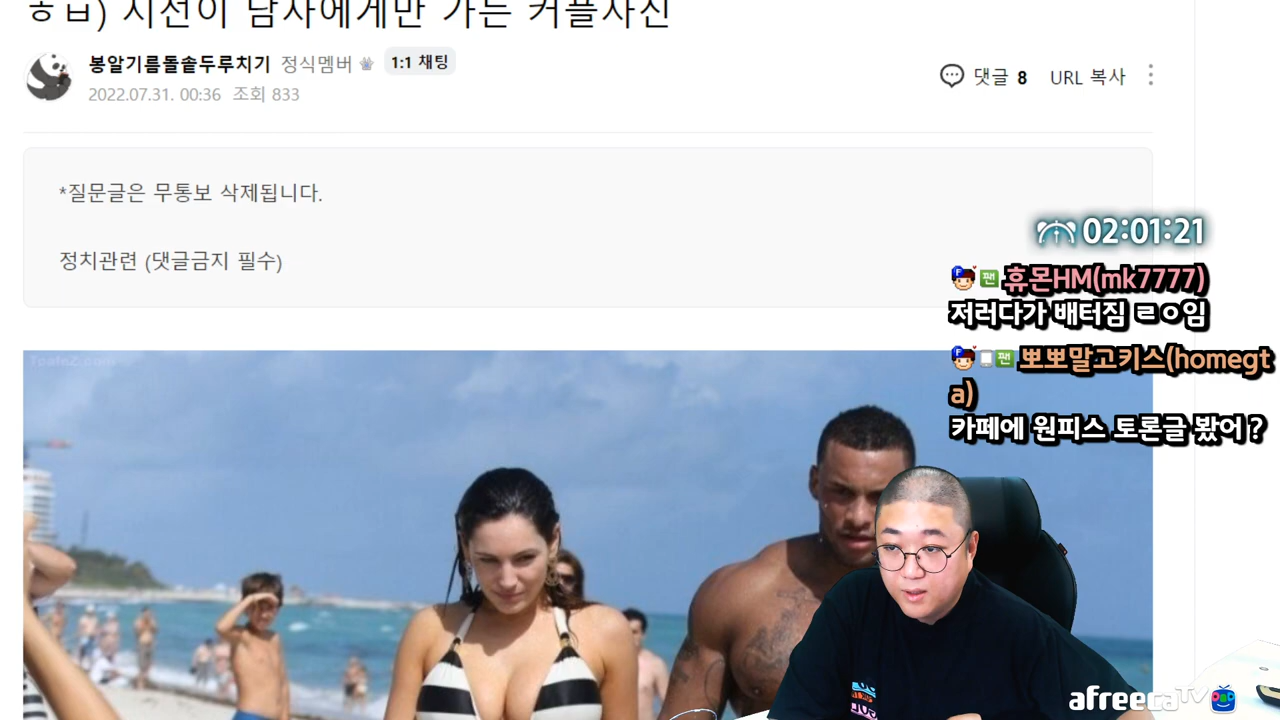 ㅎㅂ) 시선이 남자에게만 가는 커플사진
봉알기름돌솥두루치기 정식멤버 1:1 채팅
2022.07.31. 00:36 조회 833
댓글 8 URL 복사
*질문글은 무통보 삭제됩니다.
정치관련 (댓글금지 필수)
02:01:21
F 팬 휴몬HM(mk7777)
저러다가 배터짐 ㄹㅇ임
F 팬 뽀뽀말고키스(homegt
a)
카페에 원피스 토론글 봤어?
afreecaTV